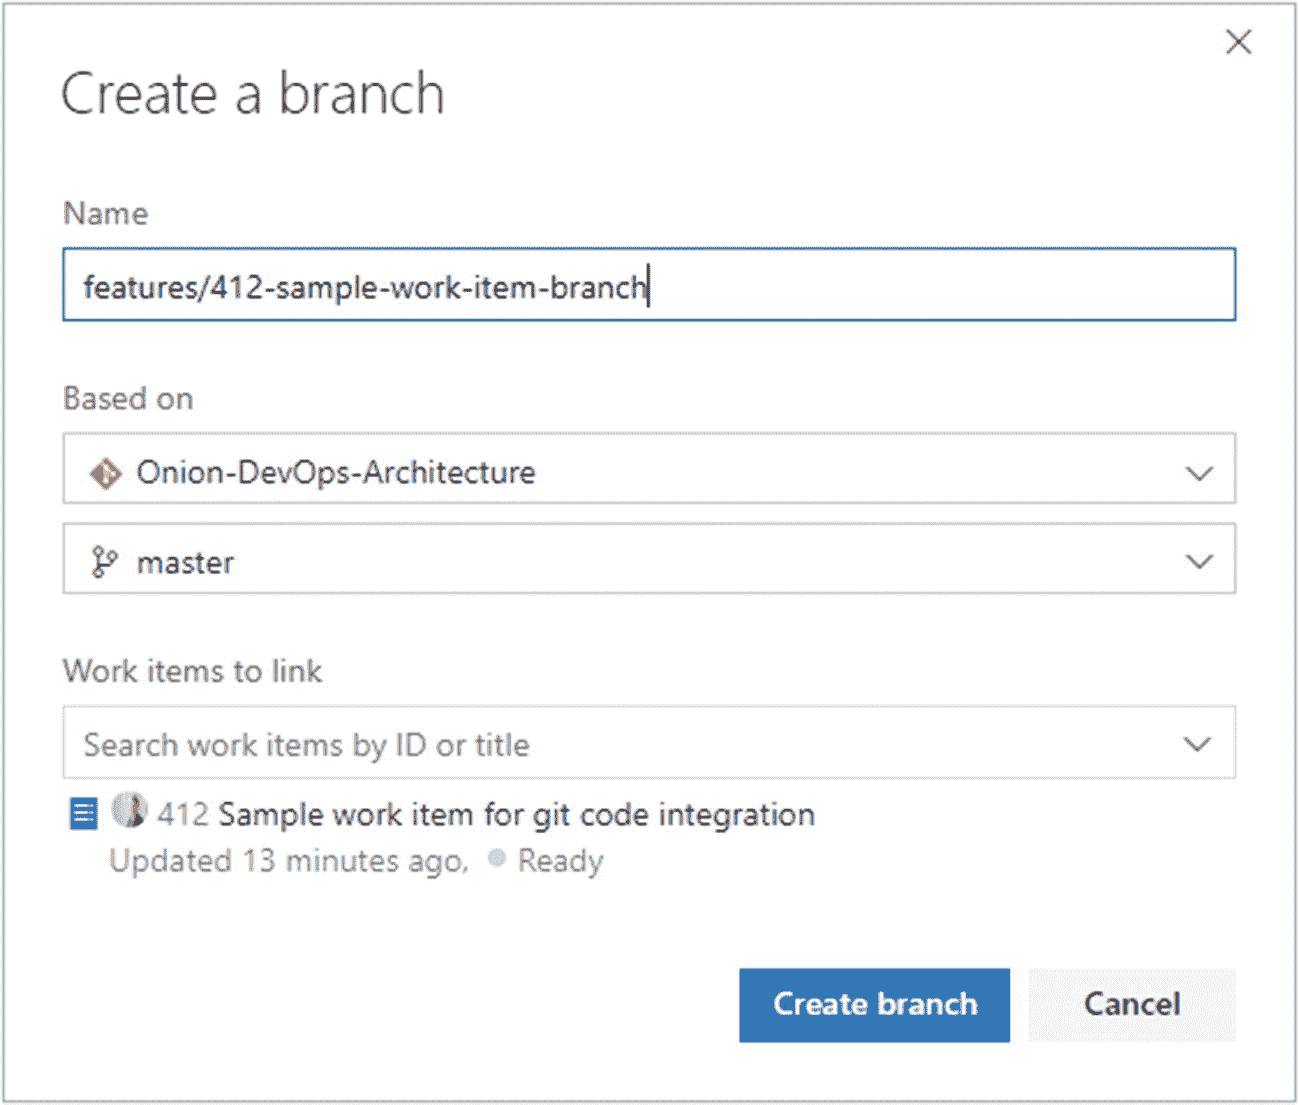 Create a branch
Name
features/412-sample-work-item-branch
Based on
Onion-DevOps-Architecture
master
Work items to link
Search work items by ID or title
412 Sample work item for git code integration
Updated 13 minutes ago, Ready
Create branch Cancel